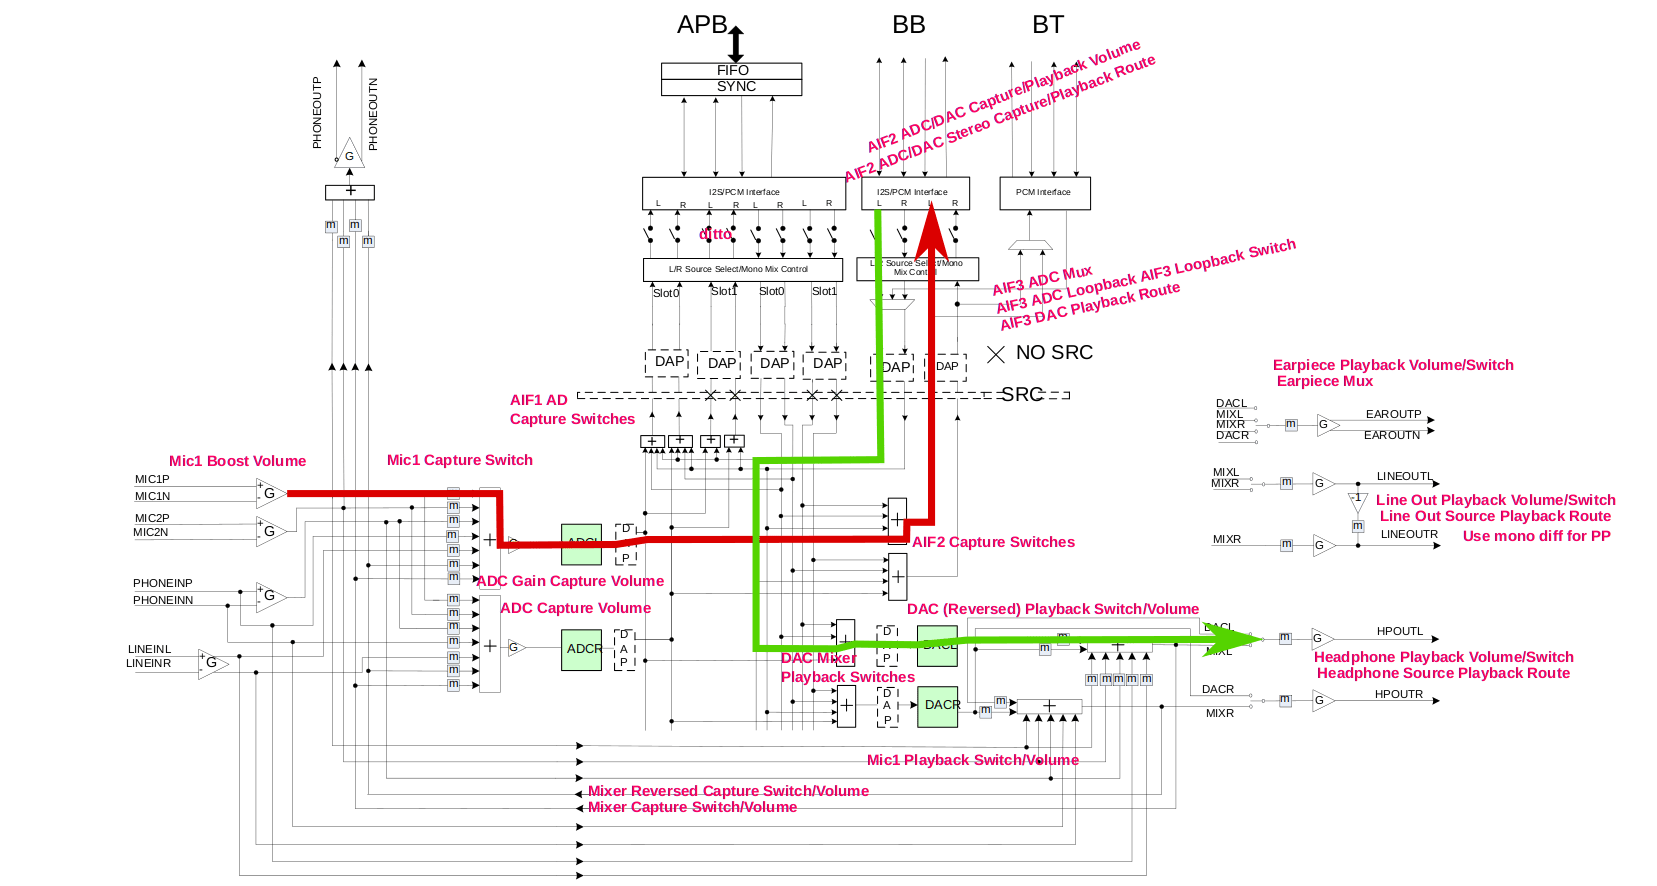 APB
BB
BT
FIFO
SYNC
PHONEOUTP
PHONEOUTN
G
+
m
m
m
m
AIF2 ADC/DAC Capture/Playback Volume
AIF2 ADC/DAC Stereo Capture/Playback Route
I2S/PCM Interface
L R L R L R L R
I2S/PCM Interface
L R L R
PCM Interface
ditto
L/R Source Select/Mono Mix Control
L/R Source Select/Mono
Mix Control
Slot0 Slot1 Slot0 Slot1
AIF3 ADC Mux
AIF3 ADC Loopback AIF3 Loopback Switch
AIF3 DAC Playback Route
DAP DAP DAP DAP DAP DAP
NO SRC
SRC
AIF1 AD
Capture Switches
+ + + +
Earpiece Playback Volume/Switch
Earpiece Mux
DACL
MIXL
MIXR
DACR
m
G
EAROUTP
EAROUTN
Mic1 Boost Volume
Mic1 Capture Switch
MIC1P
MIC1N
+
-
G
MIC2P
MIC2N
+
-
G
MIXL
MIXR
m
G
LINEOUTL
-1
m
Line Out Playback Volume/Switch
Line Out Source Playback Route
Use mono diff for PP
MIXR
m
G
LINEOUTR
m
m
m
m
m
m
+
D
P
+
AIF2 Capture Switches
+
ADC Gain Capture Volume
ADC Capture Volume
PHONEINP
PHONEINN
+
-
G
m
m
m
m
m
m
m
+
G
ADCR
D
A
P
LINEINL
LINEINR
+
-
G
DAC (Reversed) Playback Switch/Volume
+
D
P
DACL
m
m
+
DACL
MIXL
m
G
HPOUTL
DAC Mixer
Playback Switches
Headphone Playback Volume/Switch
Headphone Source Playback Route
m m m m m
+
D
A
P
DACR
m
m
+
DACR
MIXR
m
G
HPOUTR
Mic1 Playback Switch/Volume
Mixer Reversed Capture Switch/Volume
Mixer Capture Switch/Volume